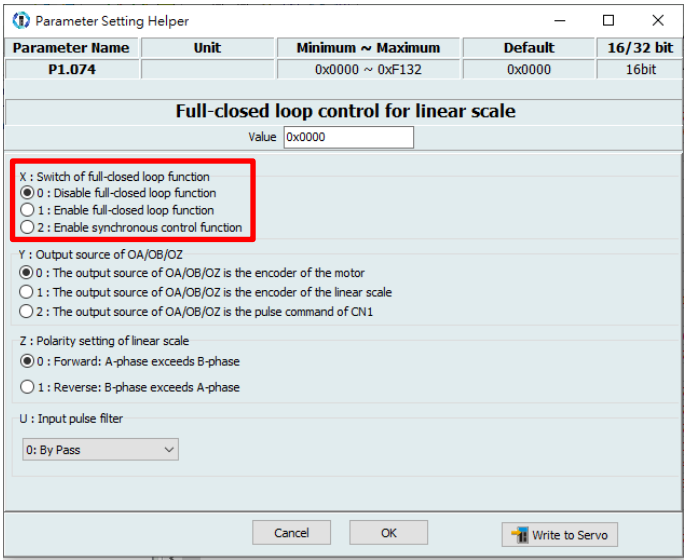 Parameter Setting Helper
Parameter Name Unit Minimum ~ Maximum Default 16/32 bit
P1.074 0x0000 ~ 0xF132 0x0000 16bit
Full-closed loop control for linear scale
Value 0x0000
X : Switch of full-closed loop function
0 : Disable full-closed loop function
1 : Enable full-closed loop function
2 : Enable synchronous control function
Y : Output source of OA/OB/OZ
0 : The output source of OA/OB/OZ is the encoder of the motor
1 : The output source of OA/OB/OZ is the encoder of the linear scale
2 : The output source of OA/OB/OZ is the pulse command of CN1
Z : Polarity setting of linear scale
0 : Forward: A-phase exceeds B-phase
1 : Reverse: B-phase exceeds A-phase
U : Input pulse filter
0: By Pass
Cancel OK Write to Servo